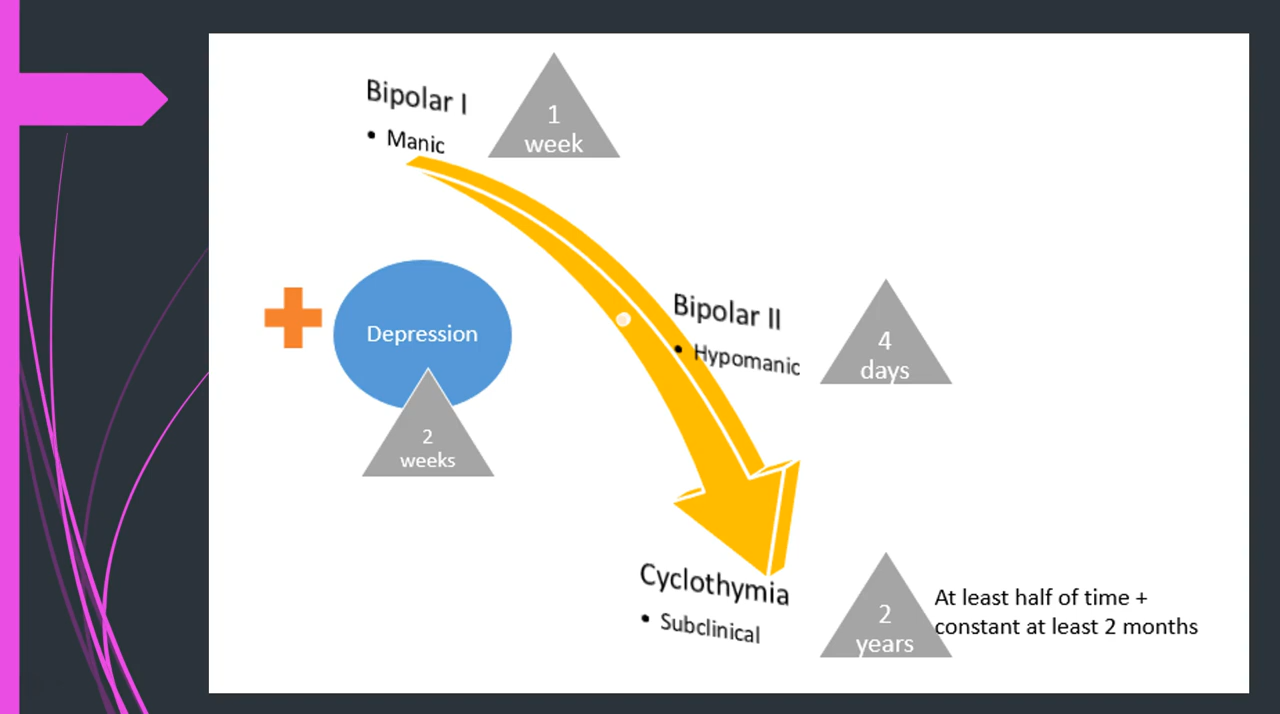 Bipolar I
• Manic
1
week
Depression
2
weeks
Bipolar II
• Hypomanic
4
days
Cyclothymia
• Subclinical
2
years
At least half of time +
constant at least 2 months